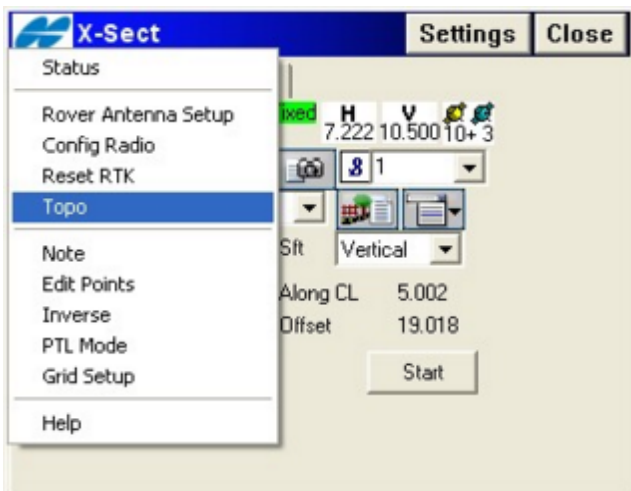 X-Sect Settings Close
Status
Rover Antenna Setup
Config Radio
Reset RTK
Topo
Note
Edit Points
Inverse
PTL Mode
Grid Setup
Help
ixed H V
7.222 10.500 10+ 3
1
Sft Vertical
Along CL 5.002
Offset 19.018
Start